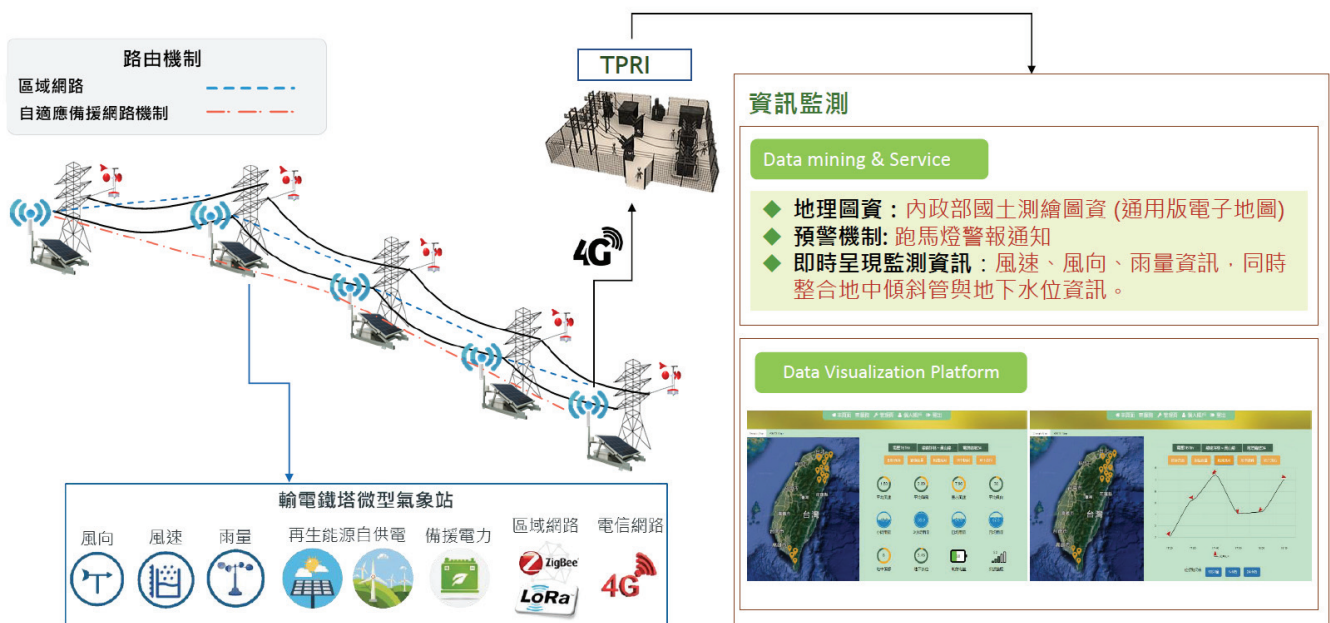 路由機制
區域網路
自適應備援網路機制
TPRI
4G
資訊監測
Data mining & Service
地理圖資：內政部國土測繪圖資 (通用版電子地圖)
預警機制: 跑馬燈警報通知
即時呈現監測資訊：風速、風向、雨量資訊，同時
整合地中傾斜管與地下水位資訊。
Data Visualization Platform
台灣
台灣
輸電鐵塔微型氣象站
風向
風速
雨量
再生能源自供電
備援電力
區域網路
電信網路
ZigBee
LoRa
4G